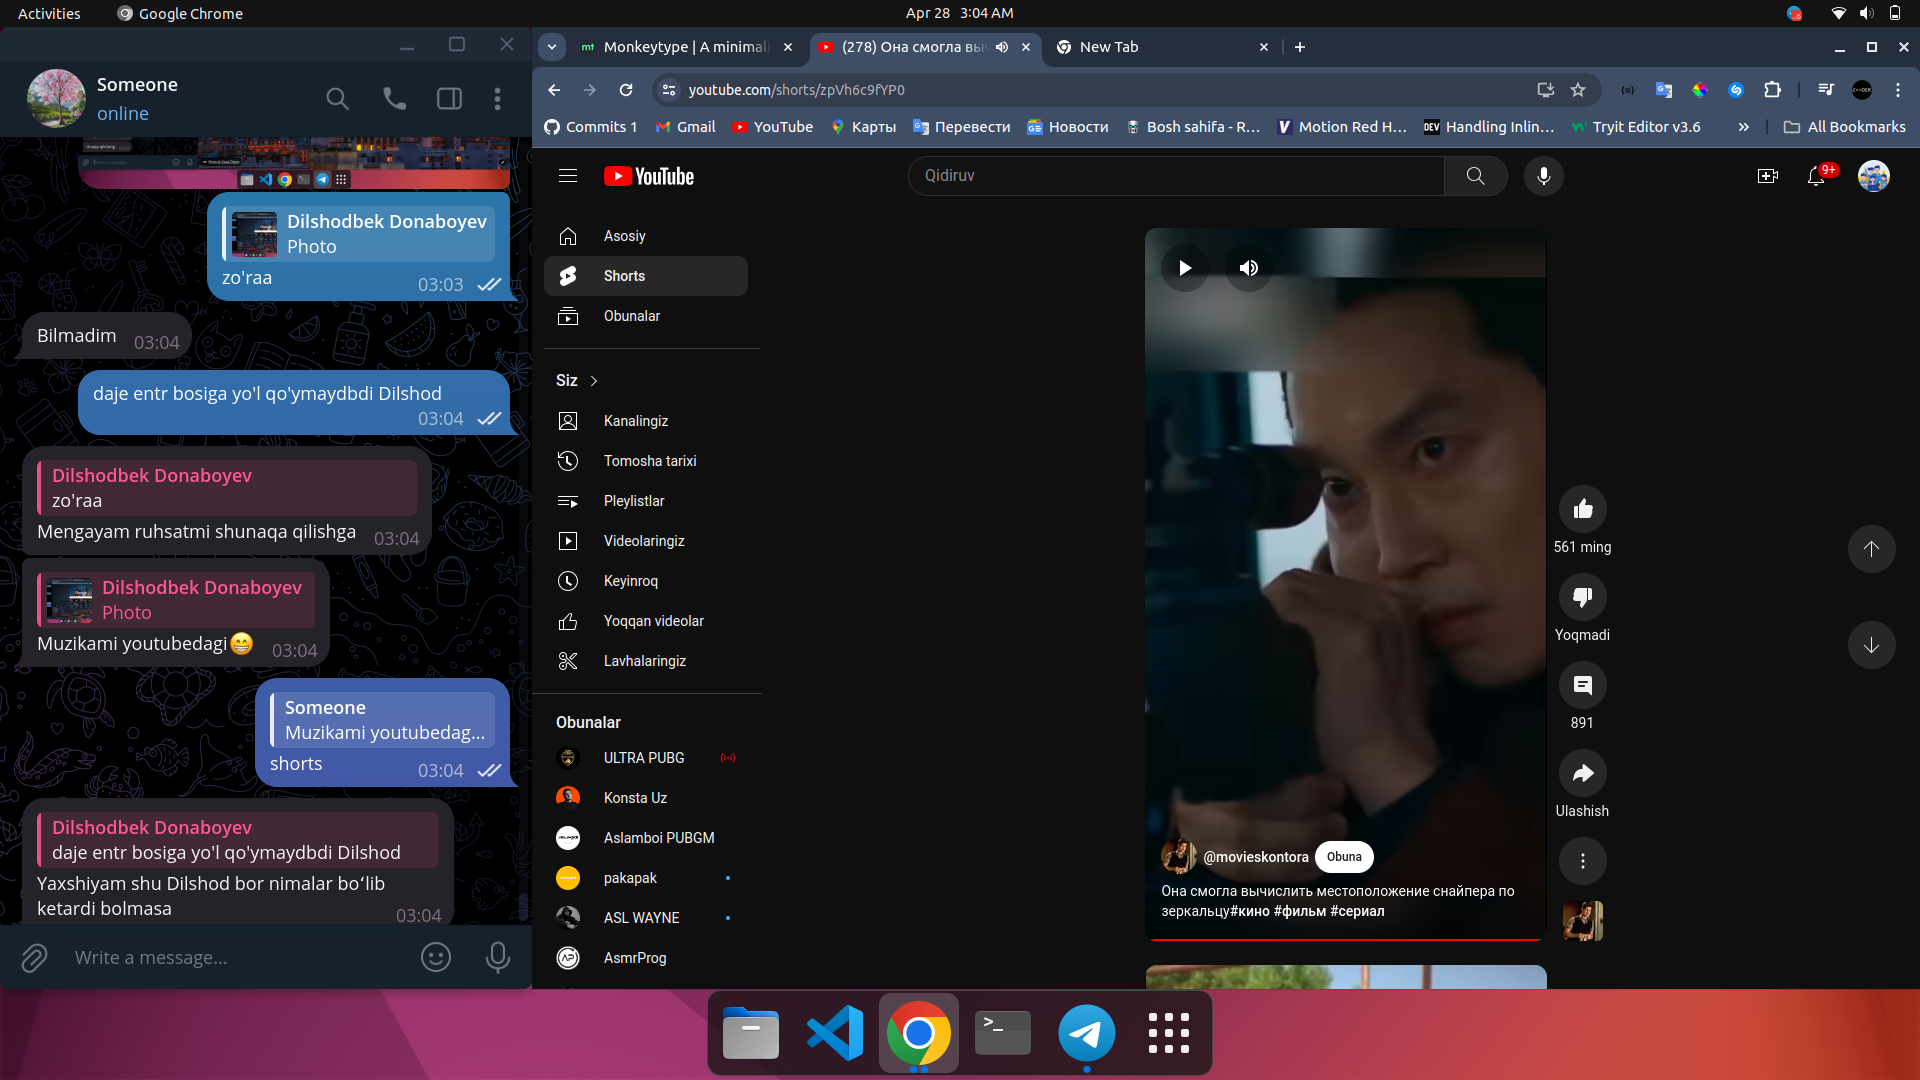 Activities
Google Chrome
Apr 28 3:04 AM
Someone
online
Dilshodbek Donaboyev
Photo
zo'raa
03:03
Bilmadim
03:04
daje entr bosiga yo'l qo'ymaydbdi Dilshod
03:04
Dilshodbek Donaboyev
zo'raa
Mengayam ruhsatmi shunaqa qilishga
03:04
Dilshodbek Donaboyev
Photo
Muzikami youtubedagi😁
03:04
Someone
Muzikami youtubedag...
shorts
03:04
Dilshodbek Donaboyev
daje entr bosiga yo'l qo'ymaydbdi Dilshod
Yaxshiyam shu Dilshod bor nimalar boʻlib
ketardi bolmasa
03:04
Write a message...
mt
Monkeytype | A minimali
(278) Она смогла вы
New Tab
youtube.com/shorts/zpVh6c9fYP0
Commits 1
Gmail
YouTube
Карты
Перевести
Новости
Bosh sahifa - R...
Motion Red H...
DEV
Handling Inlin...
Tryit Editor v3.6
»
All Bookmarks
YouTube
Qidiruv
9+
Asosiy
Shorts
Obunalar
Siz
Kanalingiz
Tomosha tarixi
Pleylistlar
Videolaringiz
Keyinroq
Yoqqan videolar
Lavhalaringiz
Obunalar
ULTRA PUBG
Konsta Uz
Aslamboi PUBGM
pakapak
ASL WAYNE
AsmrProg
@movieskontora
Obuna
Она смогла вычислить местоположение снайпера по
зеркальцу#кино #фильм #сериал
561 ming
Yoqmadi
891
Ulashish